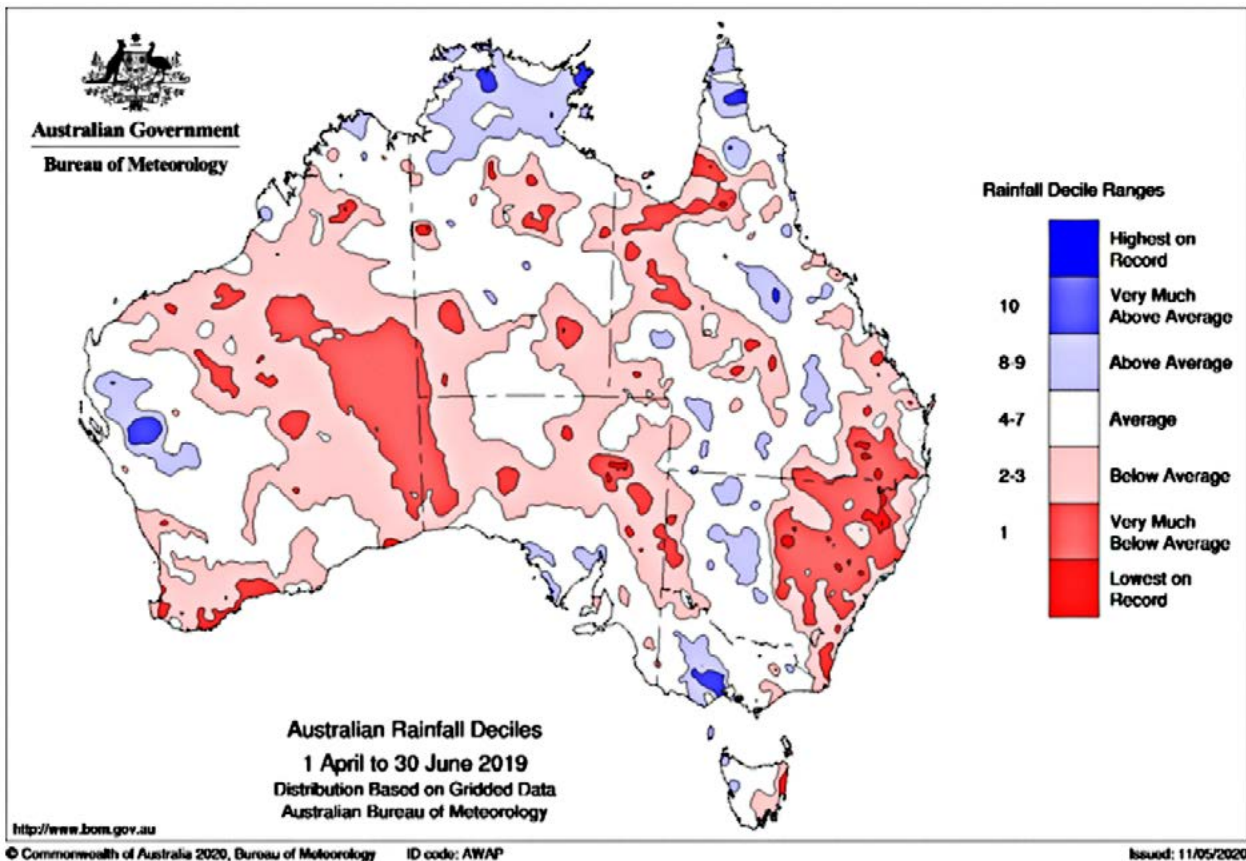 Australian Government
Bureau of Meteorology
Rainfall Decile Ranges
Highest on
Record
10
Very Much
Above Average
8-9
Above Average
4-7
Average
2-3
Below Average
1
Very Much
Below Average
Lowest on
Record
Australian Rainfall Deciles
1 April to 30 June 2019
Distribution Based on Gridded Data
Australian Bureau of Meteorology
http://www.bom.gov.au
© Commonwealth of Australia 2020, Bureau of Meteorology ID code: AWAP Issued: 11/05/2020